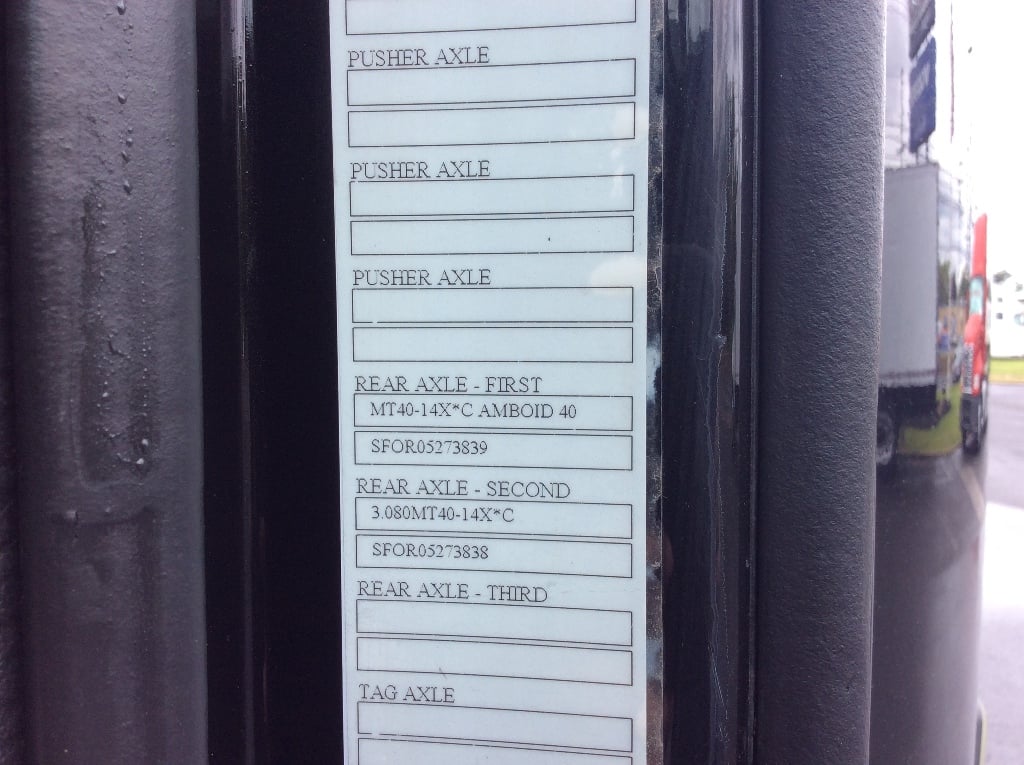 PUSHER AXLE
PUSHER AXLE
PUSHER AXLE
REAR AXLE - FIRST
MT40-14X*C AMBOID 40
SFOR05273839
REAR AXLE - SECOND
3.080MT40-14X*C
SFOR05273838
REAR AXLE - THIRD
TAG AXLE